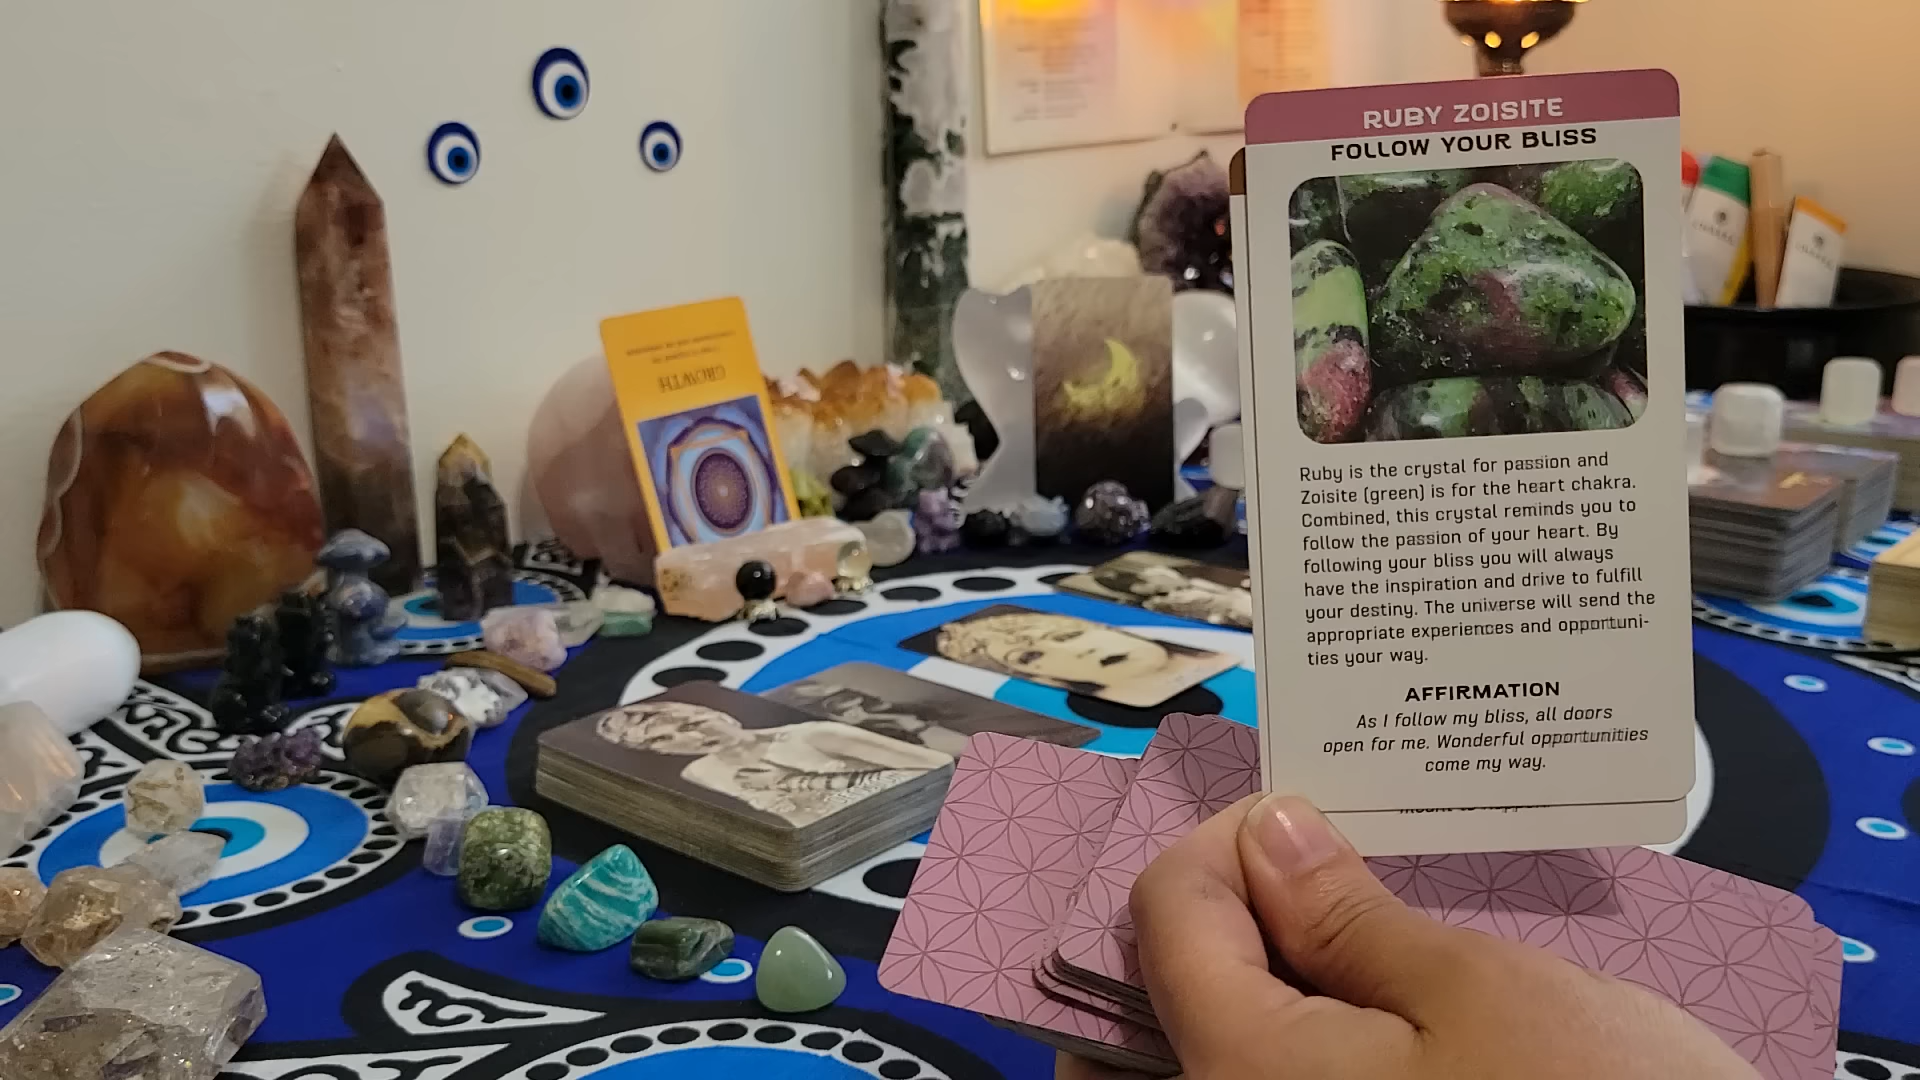 RUBY ZOISITE
FOLLOW YOUR BLISS
Ruby is the crystal for passion and
Zoisite (green) is for the heart chakra.
Combined, this crystal reminds you to
follow the passion of your heart. By
following your bliss you will always
have the inspiration and drive to fulfill
your destiny. The universe will send the
appropriate experiences and opportuni-
ties your way.
AFFIRMATION
As I follow my bliss, all doors
open for me. Wonderful opportunities
come my way.
GROWTH